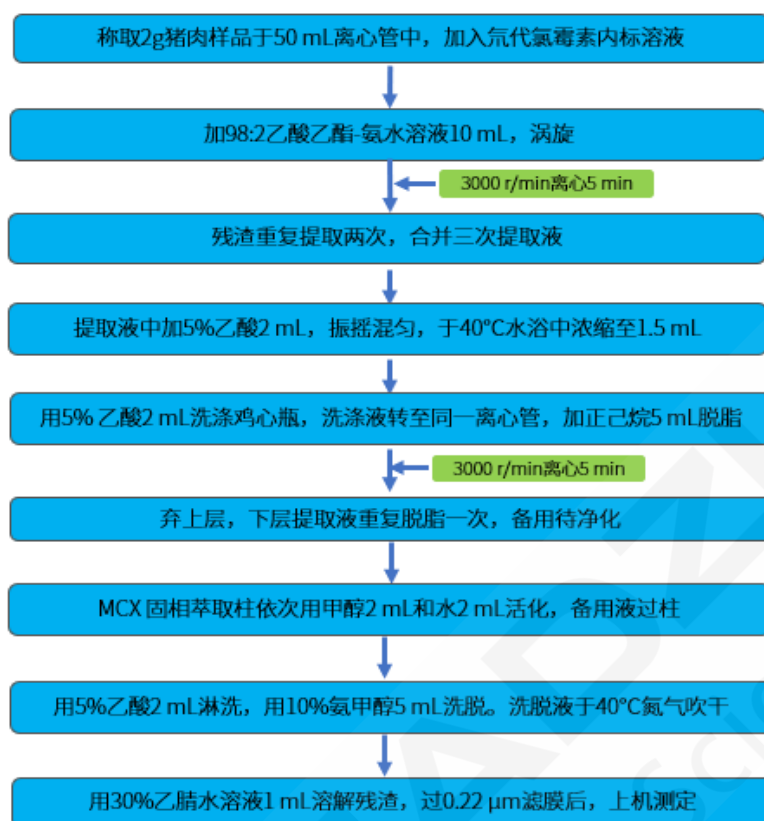 称取2g猪肉样品于50 mL离心管中，加入氘代氯霉素内标溶液
加98:2乙酸乙酯-氨水溶液10 mL，涡旋
3000 r/min离心5 min
残渣重复提取两次，合并三次提取液
提取液中加5%乙酸2 mL，振摇混匀，于40°C水浴中浓缩至1.5 mL
用5% 乙酸2 mL洗涤鸡心瓶，洗涤液转至同一离心管，加正己烷5 mL脱脂
3000 r/min离心5 min
弃上层，下层提取液重复脱脂一次，备用待净化
MCX 固相萃取柱依次用甲醇2 mL和水2 mL活化，备用液过柱
用5%乙酸2 mL淋洗，用10%氨甲醇5 mL洗脱。洗脱液于40°C氮气吹干
用30%乙腈水溶液1 mL溶解残渣，过0.22 μm滤膜后，上机测定